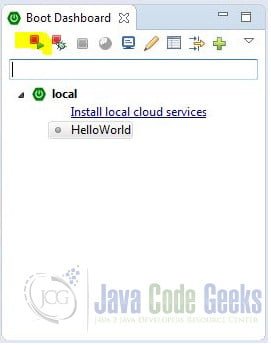 Boot Dashboard
local
Install local cloud services
HelloWorld
JCG
Java Code Geeks
Java 2 Java Developers Resource Center